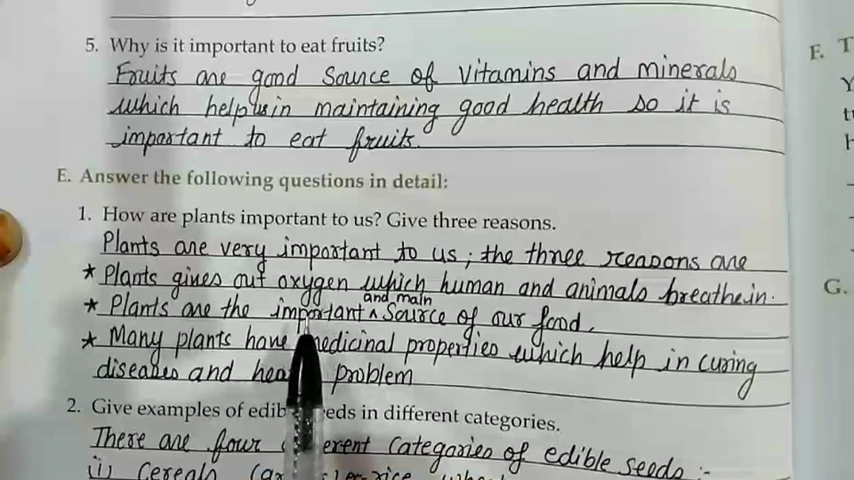 5. Why is it important to eat fruits?
Fruits are good source of vitamins and minerals
which help us in maintaining good health so it is
important to eat fruits.
E. Answer the following questions in detail:
1. How are plants important to us? Give three reasons.
Plants are very important to us; the three reasons are
* Plants gives out oxygen which human and animals breathe in.
* Plants are the important and main source of our food.
* Many plants have medicinal properties which help in curing
diseases and problem
2. Give examples of in different categories.
There are four categories of edible seeds :-
(i) Cereals
F. T
G.